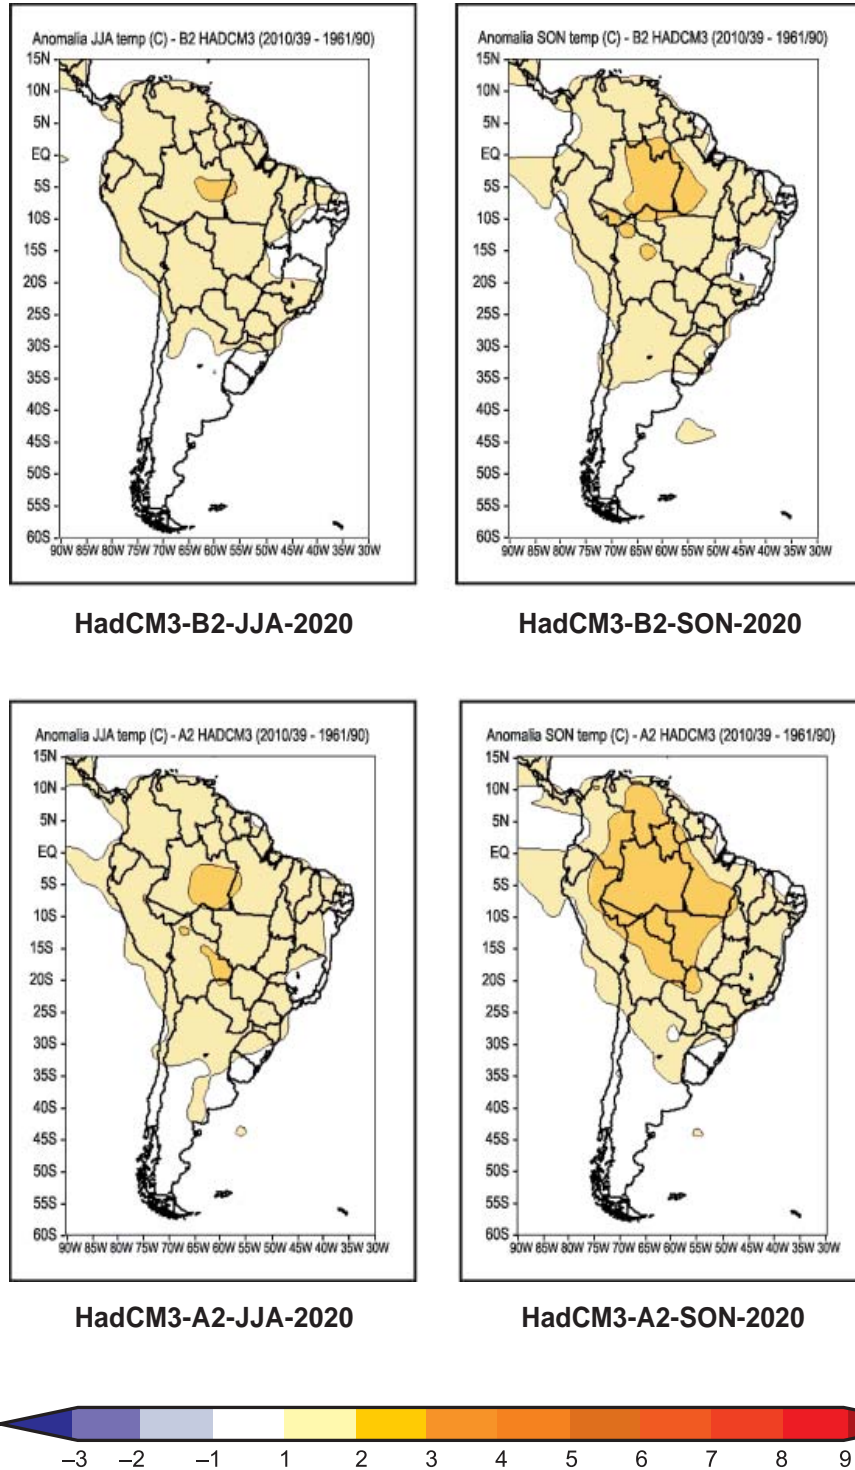 Anomalia JJA temp (C) - B2 HADCM3 (2010/39 - 1961/90)
15N
10N
5N
EQ
5S
10S
15S
20S
25S
30S
35S
40S
45S
50S
55S
60S
90W 85W 80W 75W 70W 65W 60W 55W 50W 45W 40W 35W 30W
HadCM3-B2-JJA-2020
Anomalia SON temp (C) - B2 HADCM3 (2010/39 - 1961/90)
15N
10N
5N
EQ
5S
10S
15S
20S
25S
30S
35S
40S
45S
50S
55S
60S
90W 85W 80W 75W 70W 65W 60W 55W 50W 45W 40W 35W 30W
HadCM3-B2-SON-2020
Anomalia JJA temp (C) - A2 HADCM3 (2010/39 - 1961/90)
15N
10N
5N
EQ
5S
10S
15S
20S
25S
30S
35S
40S
45S
50S
55S
60S
90W 85W 80W 75W 70W 65W 60W 55W 50W 45W 40W 35W 30W
HadCM3-A2-JJA-2020
Anomalia SON temp (C) - A2 HADCM3 (2010/39 - 1961/90)
15N
10N
5N
EQ
5S
10S
15S
20S
25S
30S
35S
40S
45S
50S
55S
60S
90W 85W 80W 75W 70W 65W 60W 55W 50W 45W 40W 35W 30W
HadCM3-A2-SON-2020
–3 –2 –1 1 2 3 4 5 6 7 8 9